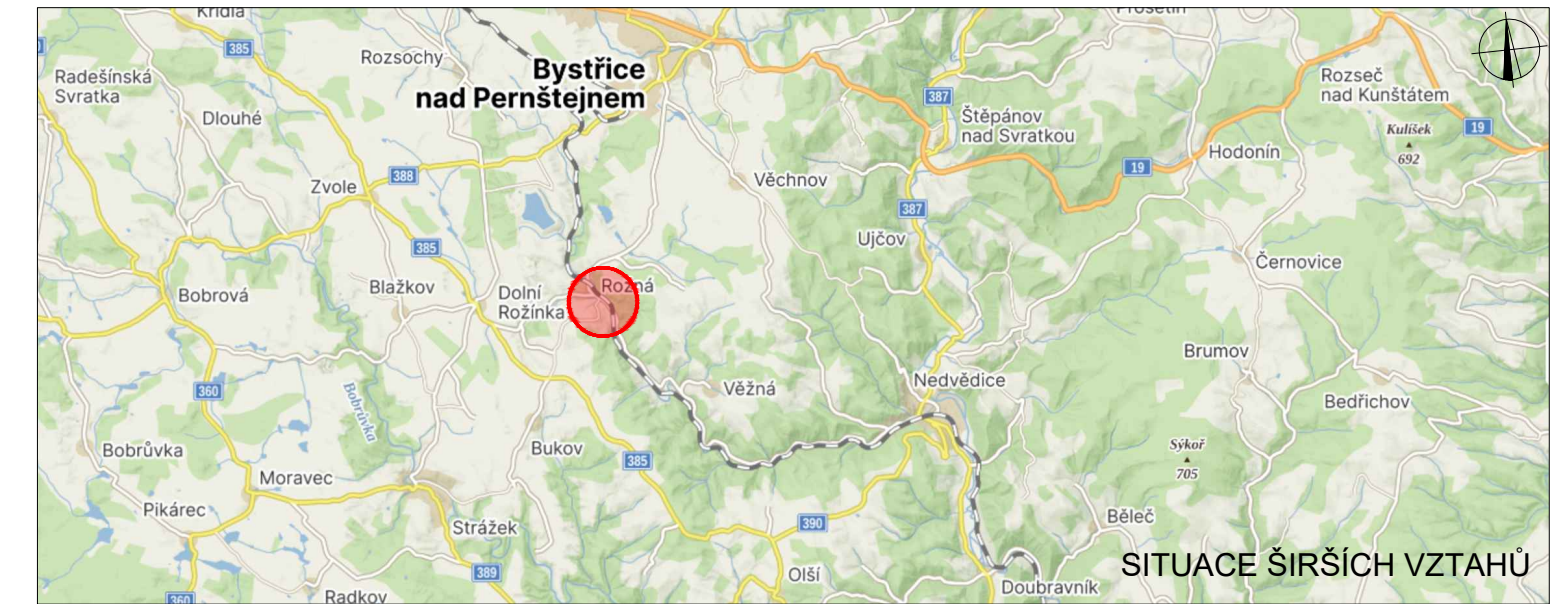 Křídla
Prosetín
385
Rozsochy
Bystřice
nad Pernštejnem
Radešínská
Svratka
Dlouhé
387
Štěpánov
nad Svratkou
Rozseč
nad Kunštátem
Kulíšek
692
19
Hodonín
19
388
Zvole
Věchnov
387
Ujčov
385
Černovice
Bobrová
Blažkov
Dolní
Rožínka
Rožná
Brumov
Nedvědice
Věžná
360
Bobrůvka
Bedřichov
Bobrůvka
Bukov
385
Sýkoř
705
Moravec
Pikárec
Strážek
390
Běleč
SITUACE ŠIRŠÍCH VZTAHŮ
389
Olší
Doubravník
360
Radkov